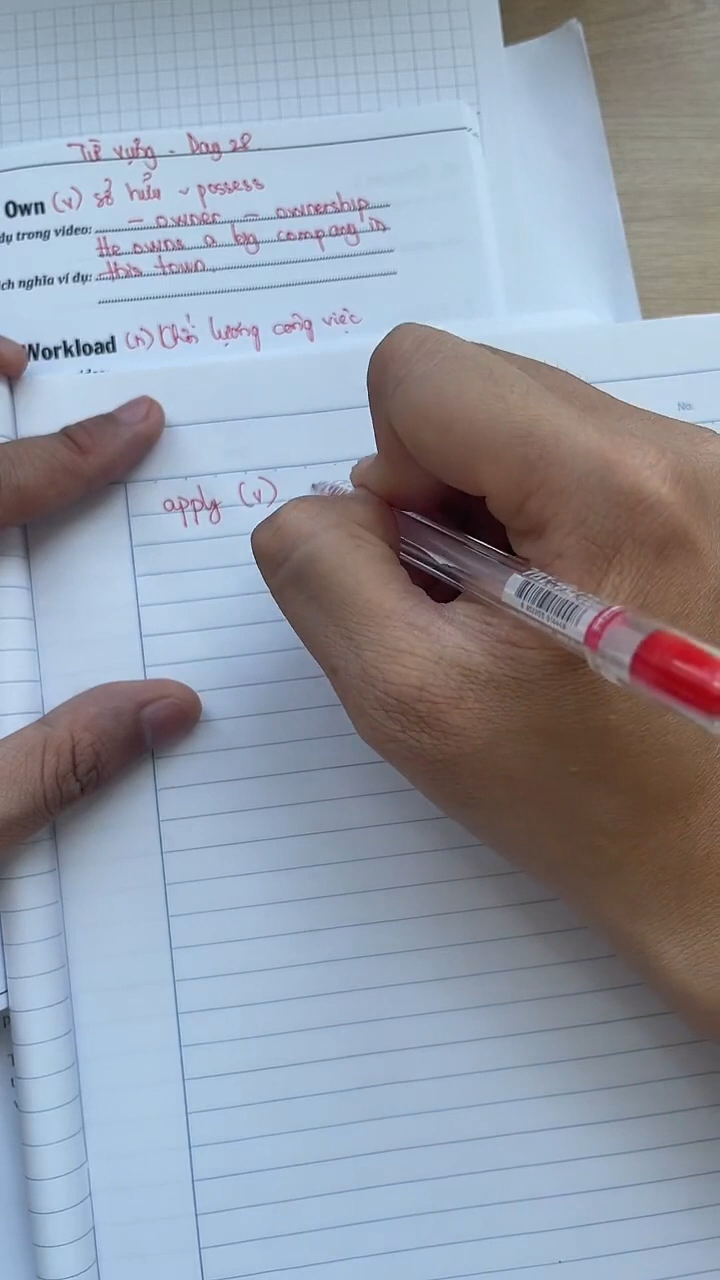 Từ vựng - Day 28
Own (v) sở hữu ~ possess
- owner - ownership
dụ trong video: He owns a big company in
ch nghĩa ví dụ: this town
Workload (n) khối lượng công việc
No.
apply (v)